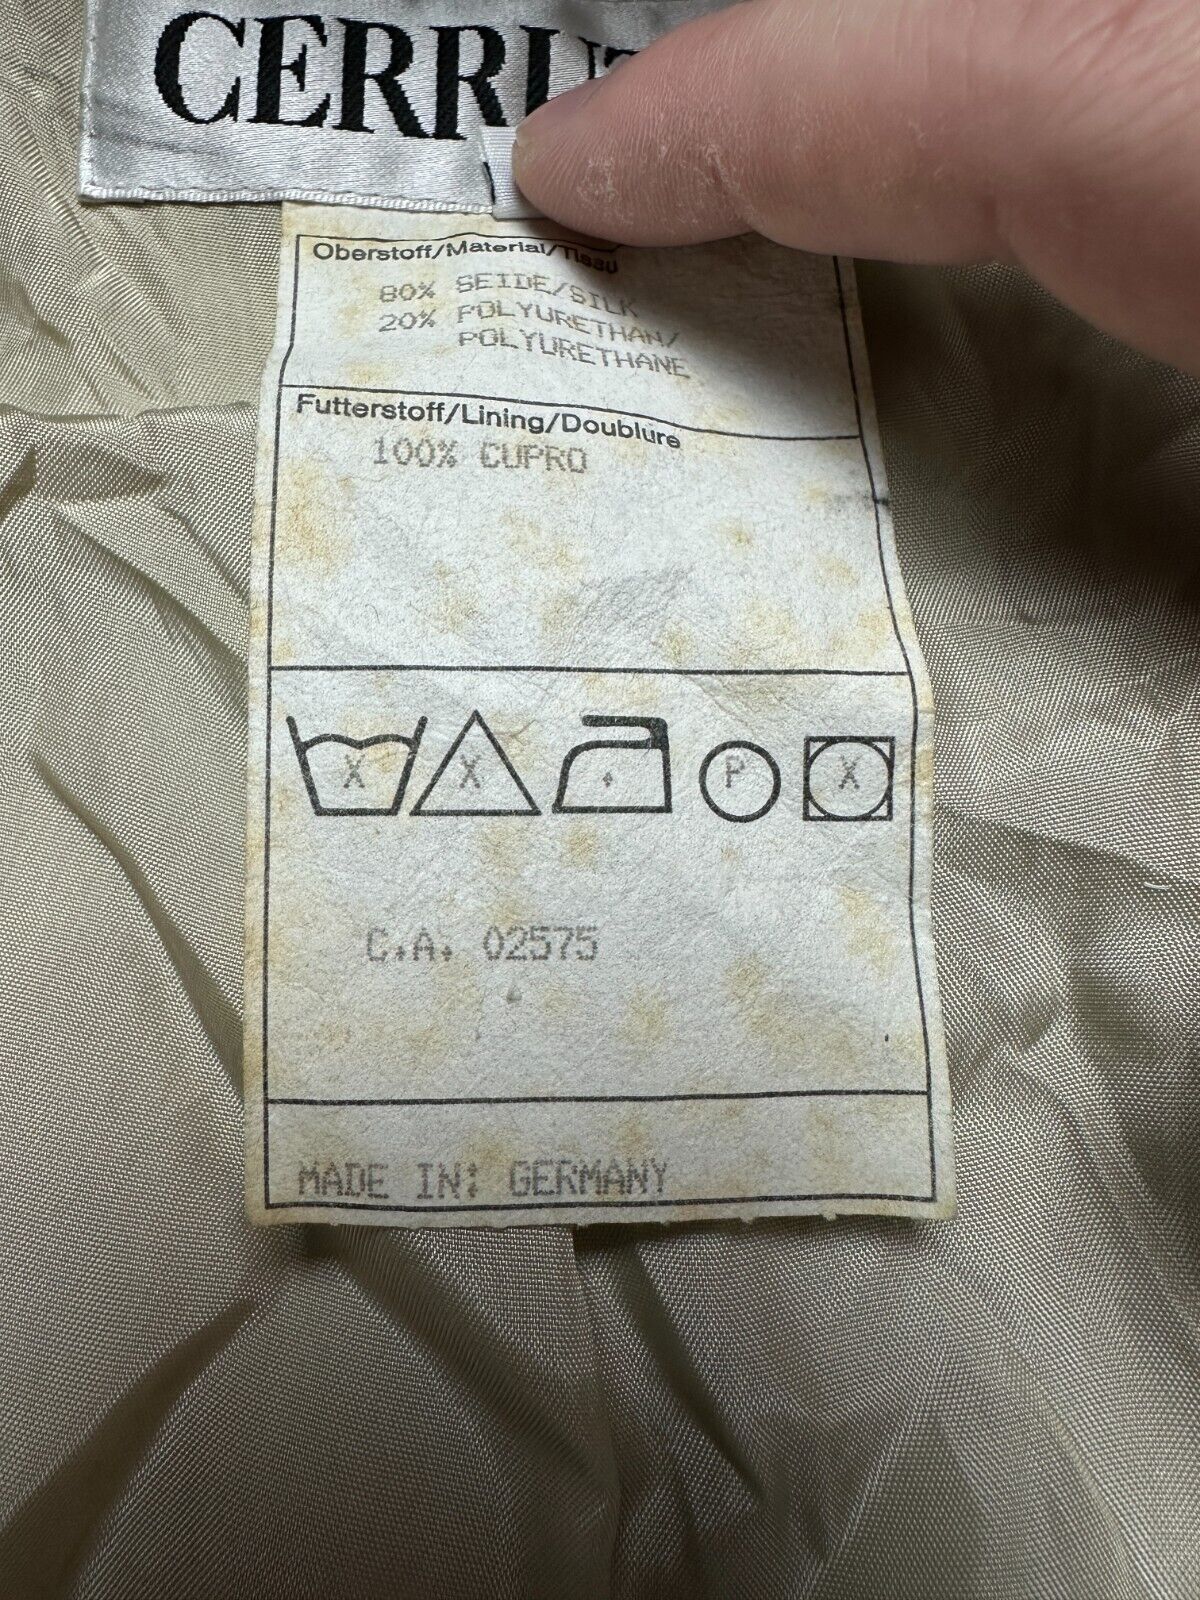 CERRU
Oberstoff/Material/Tissu
80% SEIDE/SILK
20% POLYURETHAN/
POLYURETHANE
Futterstoff/Lining/Doublure
100% CUPRO
X X P X
C.A. 02575
MADE IN: GERMANY